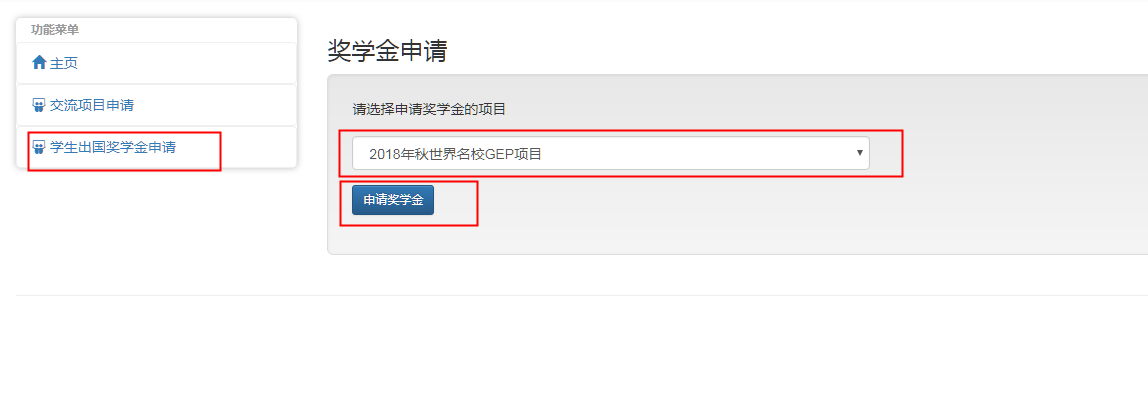 功能菜单
主页
交流项目申请
学生出国奖学金申请
奖学金申请
请选择申请奖学金的项目
2018年秋世界名校GEP项目
申请奖学金